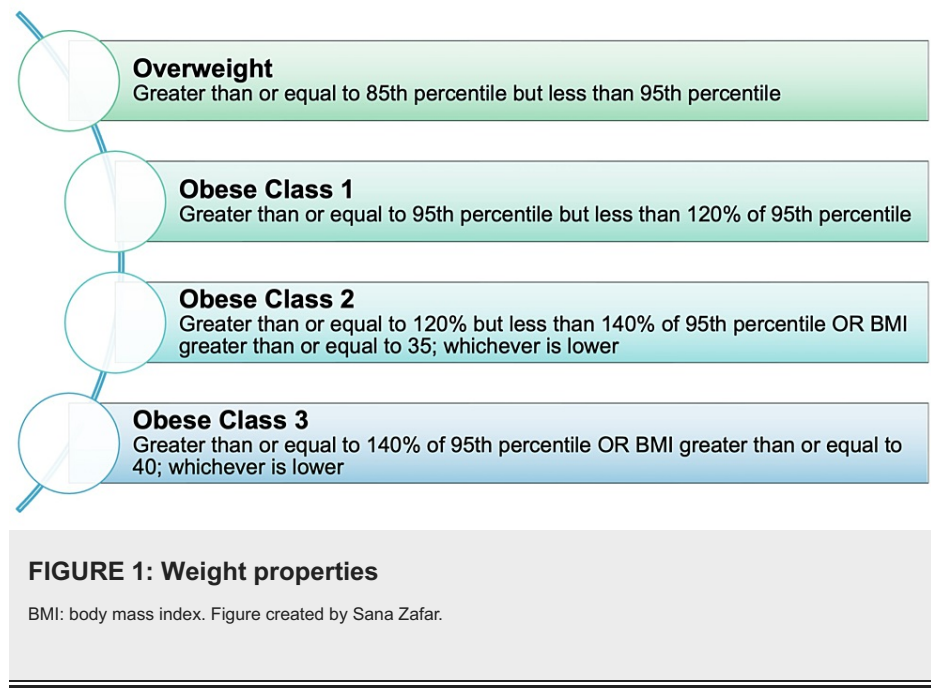 Overweight
Greater than or equal to 85th percentile but less than 95th percentile
Obese Class 1
Greater than or equal to 95th percentile but less than 120% of 95th percentile
Obese Class 2
Greater than or equal to 120% but less than 140% of 95th percentile OR BMI
greater than or equal to 35; whichever is lower
Obese Class 3
Greater than or equal to 140% of 95th percentile OR BMI greater than or equal to
40; whichever is lower
FIGURE 1: Weight properties
BMI: body mass index. Figure created by Sana Zafar.